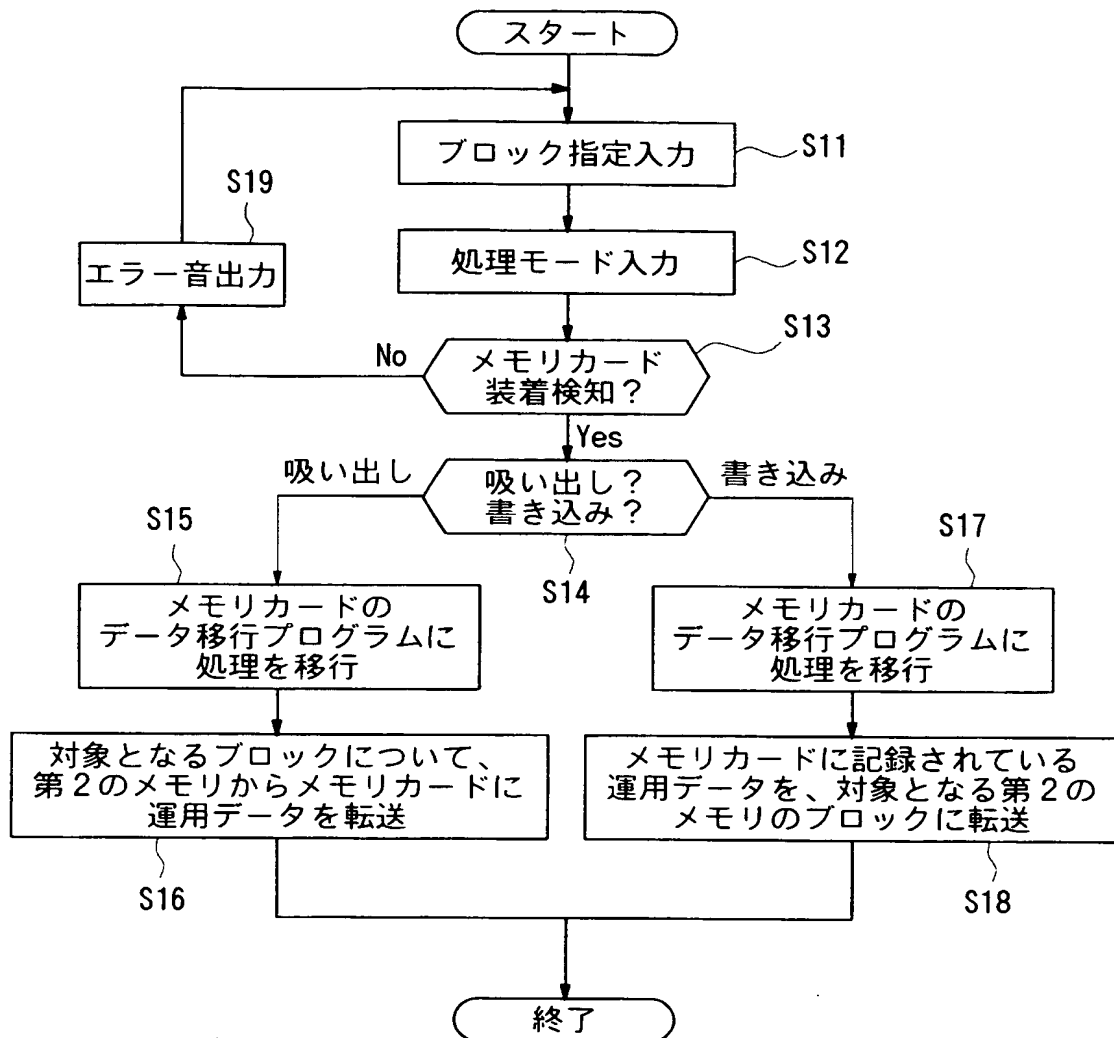 スタート
ブロック指定入力
S11
S19
エラー音出力
処理モード入力
S12
S13
No
メモリカード
装着検知？
Yes
吸い出し
吸い出し？
書き込み？
書き込み
S14
S15
メモリカードの
データ移行プログラムに
処理を移行
S17
メモリカードの
データ移行プログラムに
処理を移行
対象となるブロックについて、
第２のメモリからメモリカードに
運用データを転送
S16
メモリカードに記録されている
運用データを、対象となる第２の
メモリのブロックに転送
S18
終了